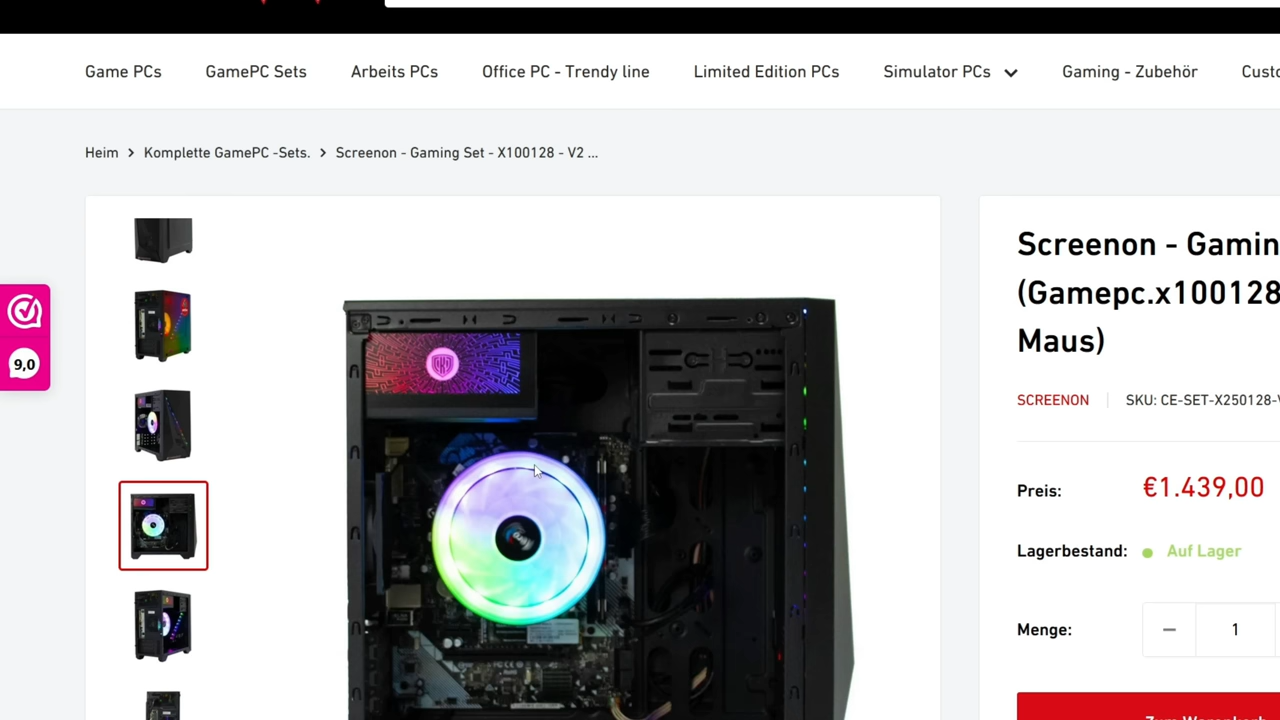 Game PCs GamePC Sets Arbeits PCs Office PC - Trendy line Limited Edition PCs Simulator PCs Gaming - Zubehör
Heim > Komplette GamePC -Sets. > Screenon - Gaming Set - X100128 - V2 ...
9,0
Screenon - Gamin
(Gamepc.x100128
Maus)
SCREENON SKU: CE-SET-X250128-
Preis: €1.439,00
Lagerbestand: Auf Lager
Menge: − 1